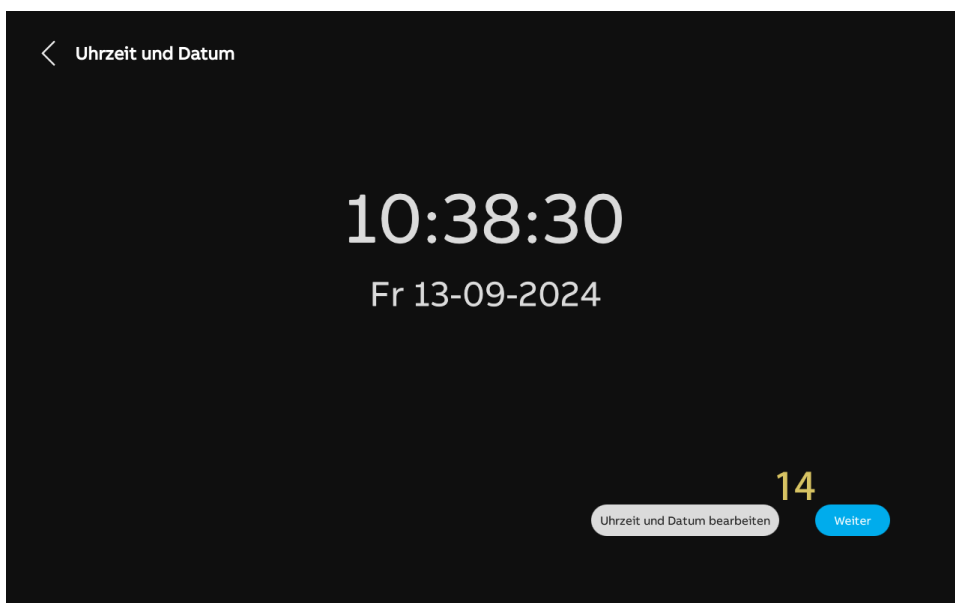 Uhrzeit und Datum
10:38:30
Fr 13-09-2024
14
Uhrzeit und Datum bearbeiten
Weiter